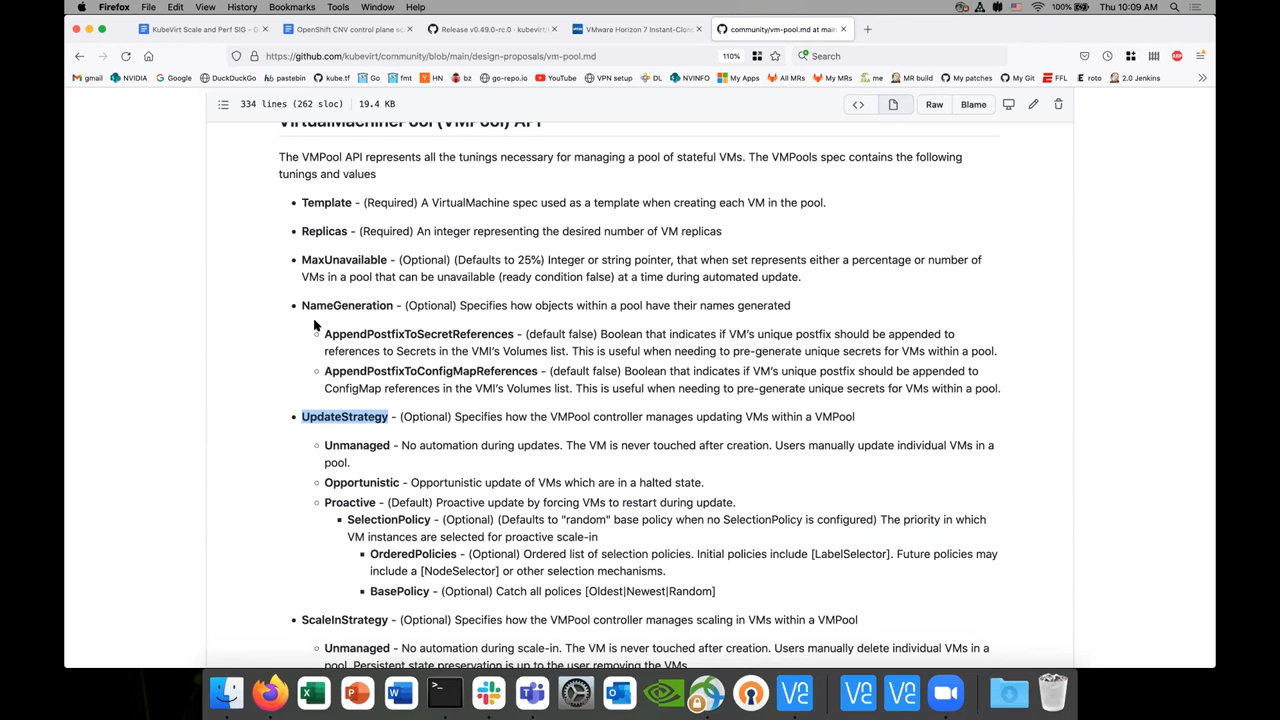 Firefox File Edit View History Bookmarks Tools Window Help 100% Thu 10:09 AM
KubeVirt Scale and Perf SIG - G
OpenShift CNV control plane sc
Release v0.49.0-rc.0 · kubevirt/
VMware Horizon 7 Instant-Clon
community/vm-pool.md at main
https://github.com/kubevirt/community/blob/main/design-proposals/vm-pool.md 110% Search
gmail NVIDIA Google DuckDuckGo pastebin kube.tf Go fmt HN bz go-repo.io YouTube VPN setup DL NVINFO My Apps All MRs My MRs me MR build My patches My Git FFL roto 2.0 Jenkins
334 lines (262 sloc) 19.4 KB Raw Blame
VirtualMachinePool (VMPool) API
The VMPool API represents all the tunings necessary for managing a pool of stateful VMs. The VMPools spec contains the following
tunings and values
• Template - (Required) A VirtualMachine spec used as a template when creating each VM in the pool.
• Replicas - (Required) An integer representing the desired number of VM replicas
• MaxUnavailable - (Optional) (Defaults to 25%) Integer or string pointer, that when set represents either a percentage or number of
VMs in a pool that can be unavailable (ready condition false) at a time during automated update.
• NameGeneration - (Optional) Specifies how objects within a pool have their names generated
AppendPostfixToSecretReferences - (default false) Boolean that indicates if VM's unique postfix should be appended to
references to Secrets in the VMI's Volumes list. This is useful when needing to pre-generate unique secrets for VMs within a pool.
AppendPostfixToConfigMapReferences - (default false) Boolean that indicates if VM's unique postfix should be appended to
ConfigMap references in the VMI's Volumes list. This is useful when needing to pre-generate unique secrets for VMs within a pool.
• UpdateStrategy - (Optional) Specifies how the VMPool controller manages updating VMs within a VMPool
Unmanaged - No automation during updates. The VM is never touched after creation. Users manually update individual VMs in a
pool.
Opportunistic - Opportunistic update of VMs which are in a halted state.
Proactive - (Default) Proactive update by forcing VMs to restart during update.
SelectionPolicy - (Optional) (Defaults to "random" base policy when no SelectionPolicy is configured) The priority in which
VM instances are selected for proactive scale-in
OrderedPolicies - (Optional) Ordered list of selection policies. Initial policies include [LabelSelector]. Future policies may
include a [NodeSelector] or other selection mechanisms.
BasePolicy - (Optional) Catch all polices [Oldest|Newest|Random]
• ScaleInStrategy - (Optional) Specifies how the VMPool controller manages scaling in VMs within a VMPool
Unmanaged - No automation during scale-in. The VM is never touched after creation. Users manually delete individual VMs in a
pool. Persistent state preservation is up to the user removing the VMs